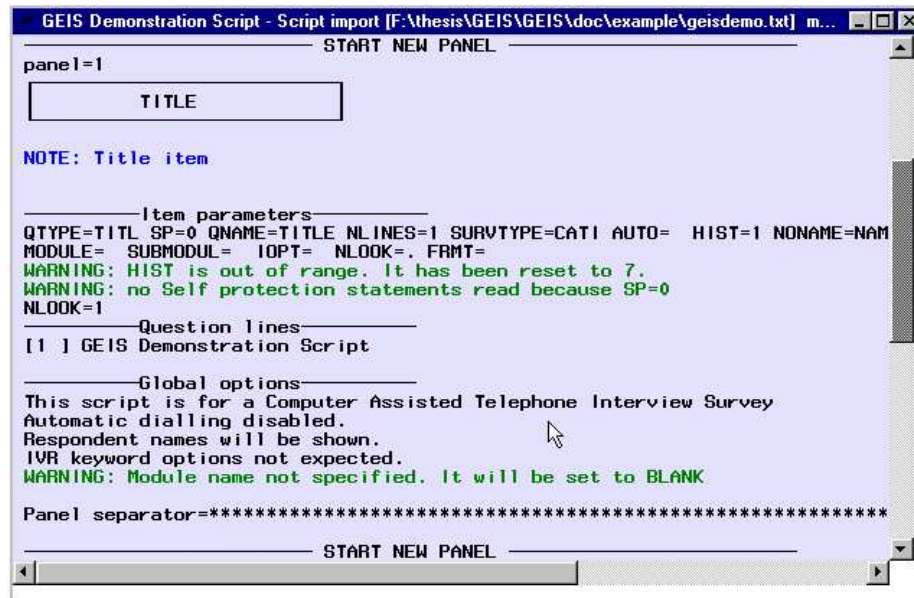 GEIS Demonstration Script - Script import [F:\thesis\GEIS\GEIS\doc\example\geisdemo.txt] m...
START NEW PANEL
panel=1
TITLE
NOTE: Title item
Item parameters
QTYPE=TITL SP=0 QNAME=TITLE NLINES=1 SURVTYPE=CATI AUTO= HIST=1 NONAME=NAM
MODULE= SUBMODUL= IOPT= NLOOK=. FRMT=
WARNING: HIST is out of range. It has been reset to 7.
WARNING: no Self protection statements read because SP=0
NLOOK=1
Question lines
[1 ] GEIS Demonstration Script
Global options
This script is for a Computer Assisted Telephone Interview Survey
Automatic dialling disabled.
Respondent names will be shown.
IVR keyword options not expected.
WARNING: Module name not specified. It will be set to BLANK
Panel separator=***********************************************************
START NEW PANEL